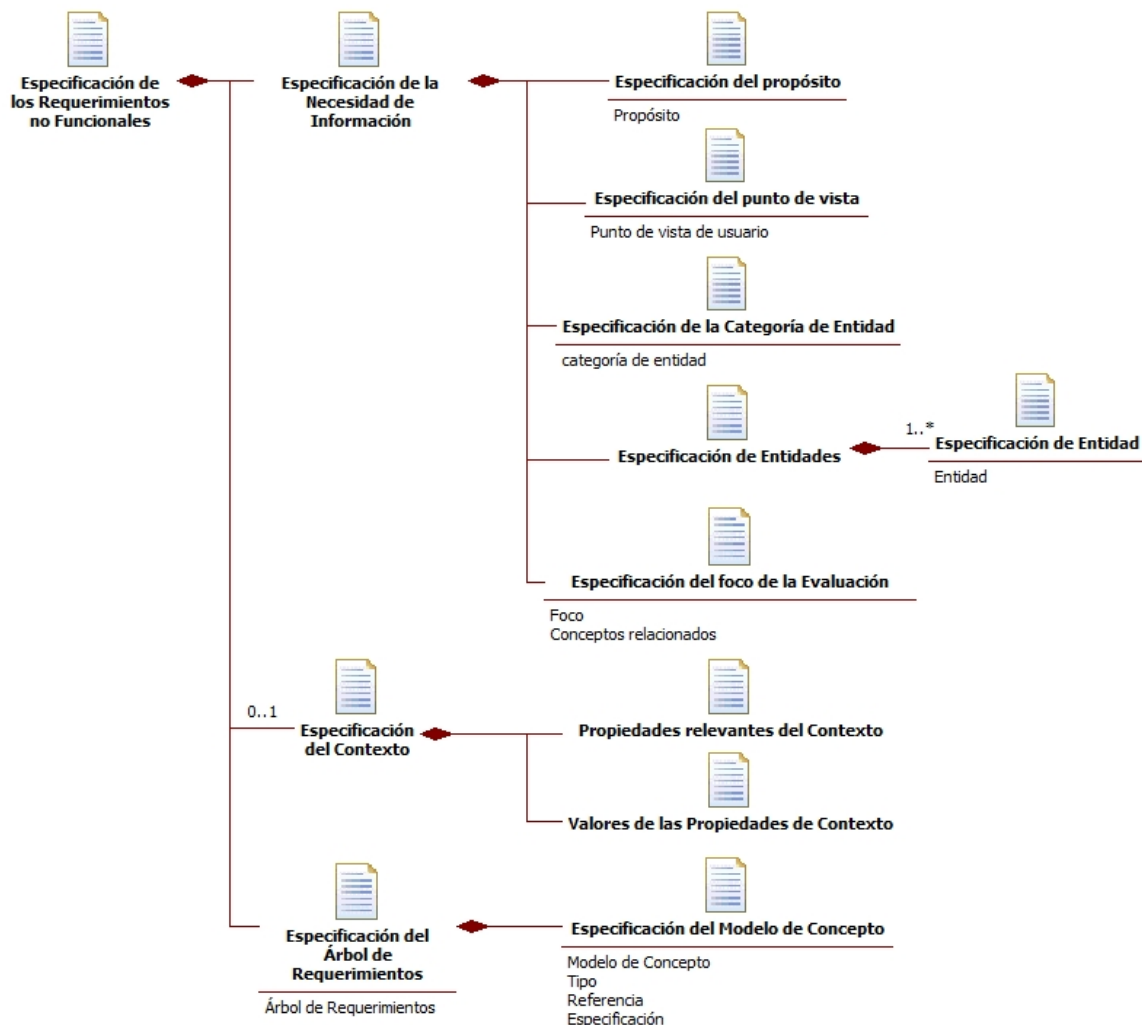 Especificación de
los Requerimientos
no Funcionales
Especificación de la
Necesidad de
Información
Especificación del propósito
Propósito
Especificación del punto de vista
Punto de vista de usuario
Especificación de la Categoría de Entidad
categoría de entidad
Especificación de Entidades
1..*
Especificación de Entidad
Entidad
Especificación del foco de la Evaluación
Foco
Conceptos relacionados
0..1
Especificación
del Contexto
Propiedades relevantes del Contexto
Valores de las Propiedades de Contexto
Especificación del
Árbol de
Requerimientos
Árbol de Requerimientos
Especificación del Modelo de Concepto
Modelo de Concepto
Tipo
Referencia
Especificación